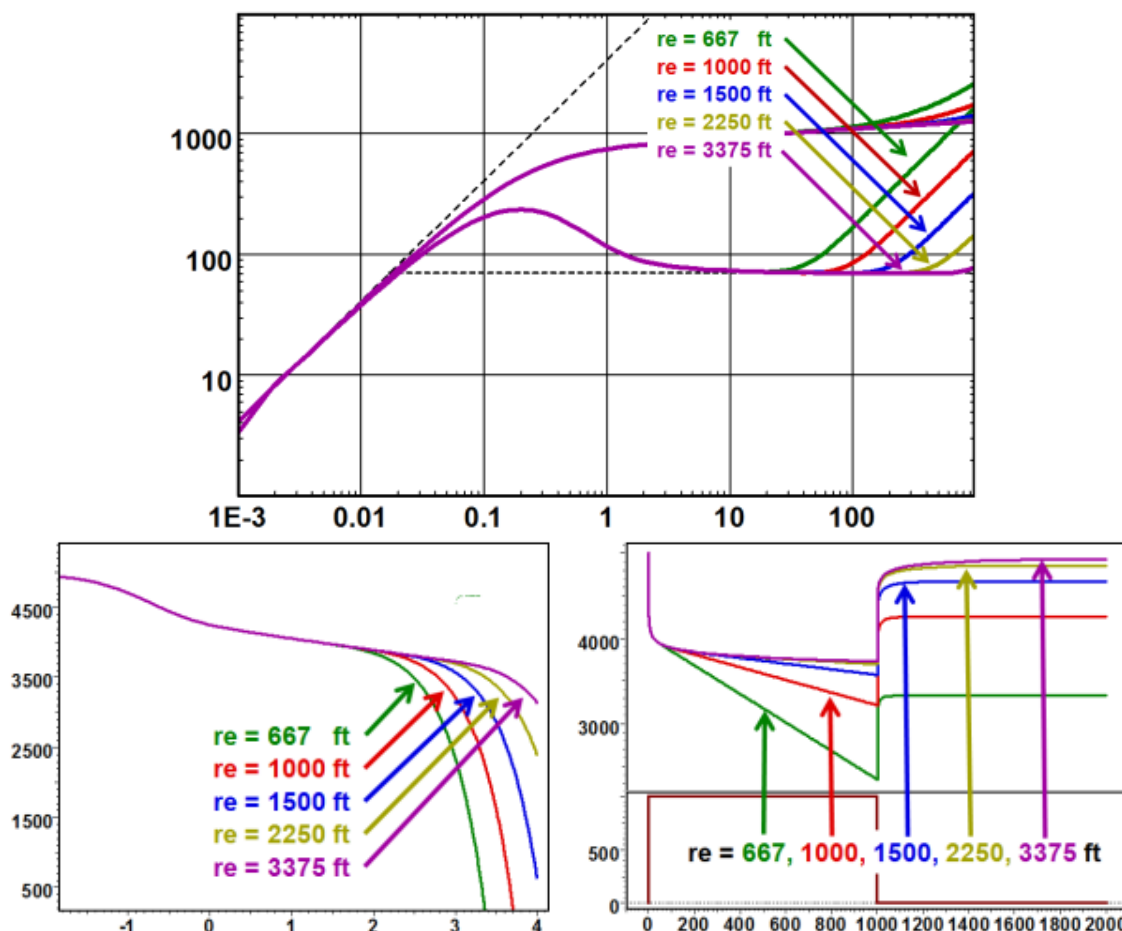 re = 667 ft
re = 1000 ft
re = 1500 ft
re = 2250 ft
re = 3375 ft
1000
100
10
1E-3 0.01 0.1 1 10 100
4500
3500
2500
1500
500
re = 667 ft
re = 1000 ft
re = 1500 ft
re = 2250 ft
re = 3375 ft
-1 0 1 2 3 4
4000
3000
500
0
re = 667, 1000, 1500, 2250, 3375 ft
0 200 400 600 800 1000 1200 1400 1600 1800 2000